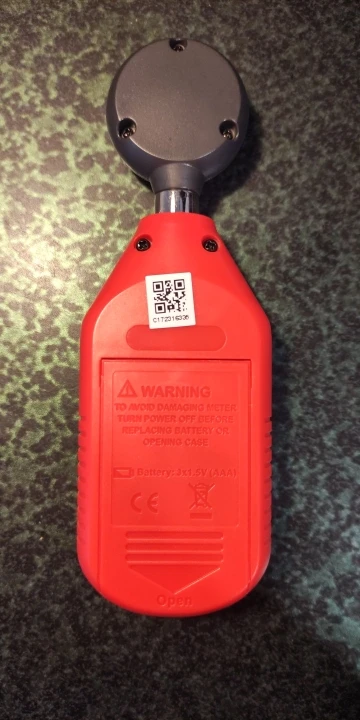 C172316335
WARNING
TO AVOID DAMAGING METER
TURN POWER OFF BEFORE
REPLACING BATTERY OR
OPENING CASE
Battery: 3x1.5V (AAA)
CE
Open